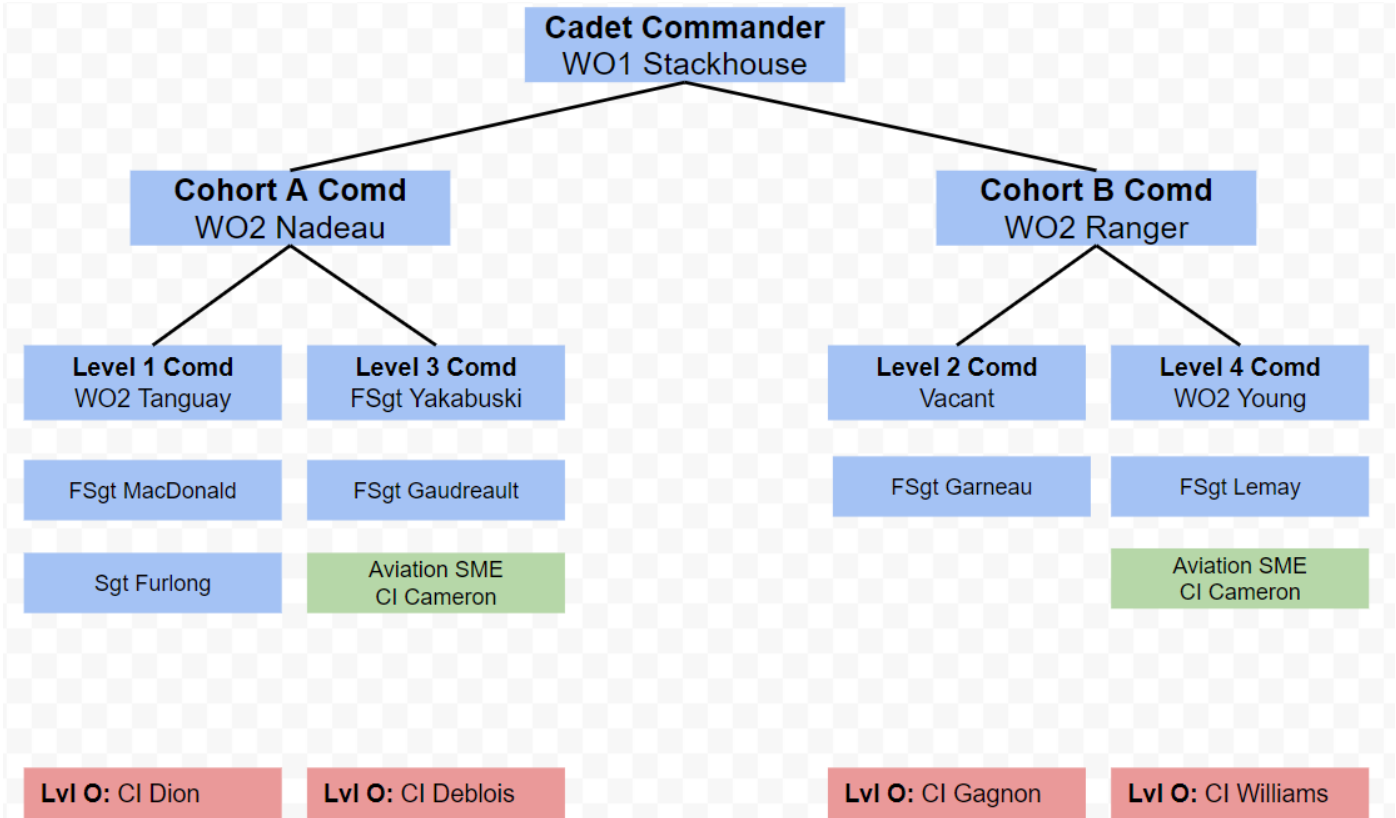 Cadet Commander
WO1 Stackhouse
Cohort A Comd
WO2 Nadeau
Cohort B Comd
WO2 Ranger
Level 1 Comd
WO2 Tanguay
Level 3 Comd
FSgt Yakabuski
Level 2 Comd
Vacant
Level 4 Comd
WO2 Young
FSgt MacDonald
FSgt Gaudreault
FSgt Garneau
FSgt Lemay
Sgt Furlong
Aviation SME
CI Cameron
Aviation SME
CI Cameron
Lvl O: CI Dion
Lvl O: CI Deblois
Lvl O: CI Gagnon
Lvl O: CI Williams